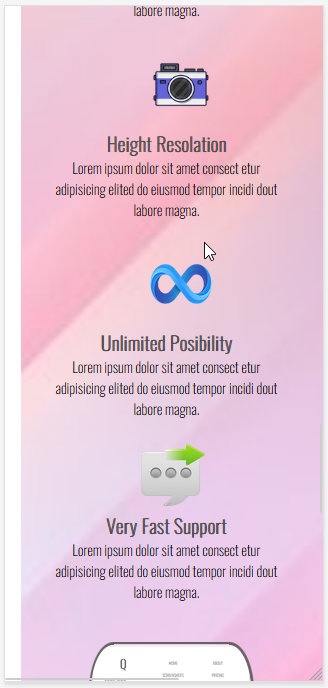 labore magna.
Height Resolation
Lorem ipsum dolor sit amet consect etur
adipisicing elited do eiusmod tempor incidi dout
labore magna.
Unlimited Posibility
Lorem ipsum dolor sit amet consect etur
adipisicing elited do eiusmod tempor incidi dout
labore magna.
Very Fast Support
Lorem ipsum dolor sit amet consect etur
adipisicing elited do eiusmod tempor incidi dout
labore magna.
Q HOME ABOUT
SCREENSHOTS PRICING